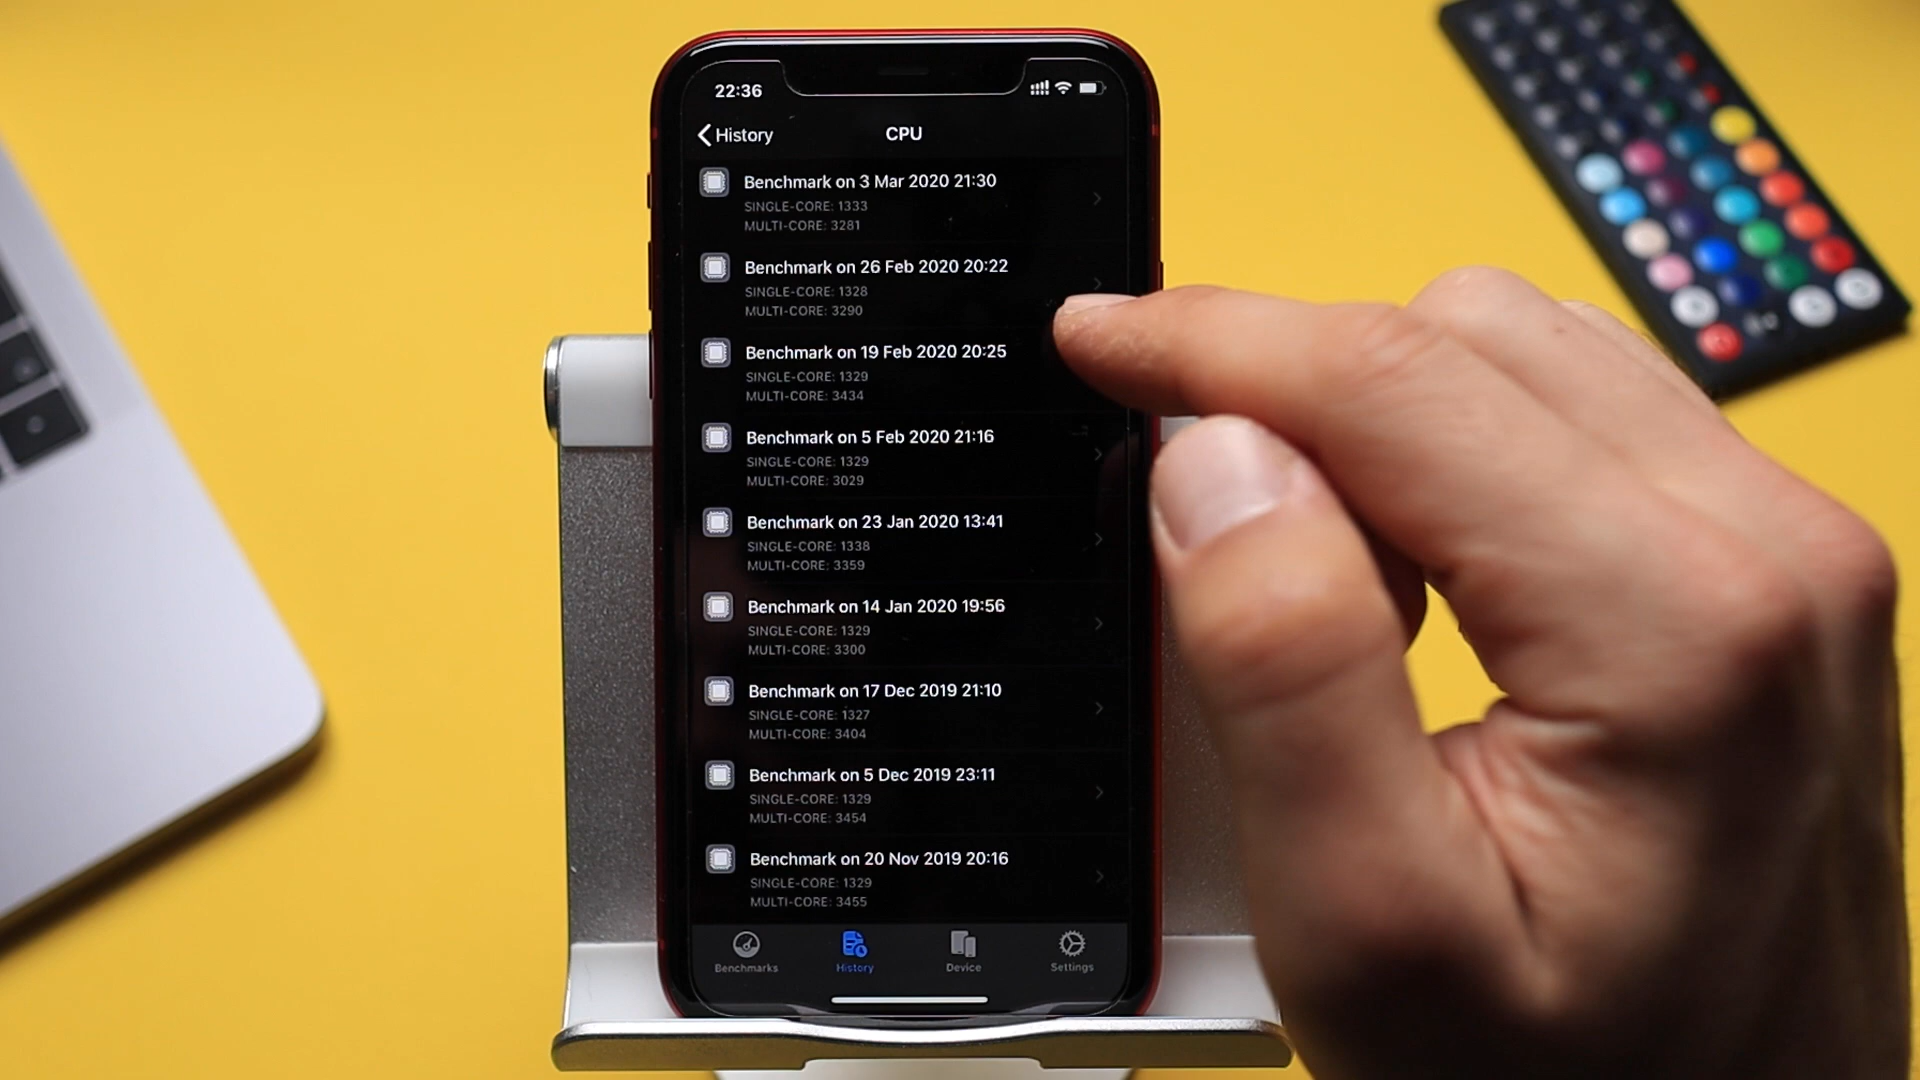 22:36
History
CPU
Benchmark on 3 Mar 2020 21:30
SINGLE-CORE: 1333
MULTI-CORE: 3281
Benchmark on 26 Feb 2020 20:22
SINGLE-CORE: 1328
MULTI-CORE: 3290
Benchmark on 19 Feb 2020 20:25
SINGLE-CORE: 1329
MULTI-CORE: 3434
Benchmark on 5 Feb 2020 21:16
SINGLE-CORE: 1329
MULTI-CORE: 3029
Benchmark on 23 Jan 2020 13:41
SINGLE-CORE: 1338
MULTI-CORE: 3359
Benchmark on 14 Jan 2020 19:56
SINGLE-CORE: 1329
MULTI-CORE: 3300
Benchmark on 17 Dec 2019 21:10
SINGLE-CORE: 1327
MULTI-CORE: 3404
Benchmark on 5 Dec 2019 23:11
SINGLE-CORE: 1329
MULTI-CORE: 3454
Benchmark on 20 Nov 2019 20:16
SINGLE-CORE: 1329
MULTI-CORE: 3455
Benchmarks
History
Device
Settings